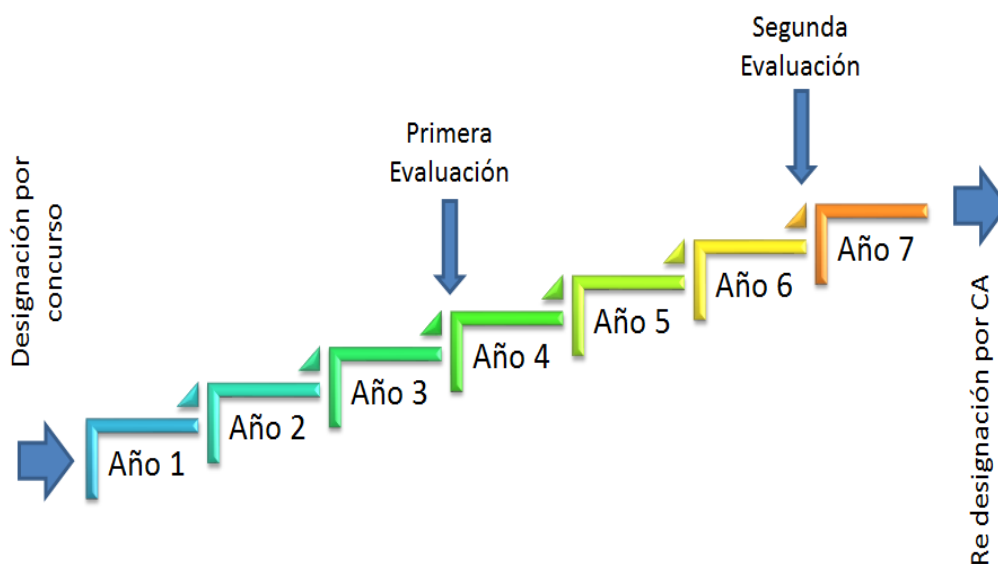 Designación por
concurso
Año 1
Año 2
Año 3
Primera
Evaluación
Año 4
Año 5
Año 6
Segunda
Evaluación
Año 7
Re designación por CA